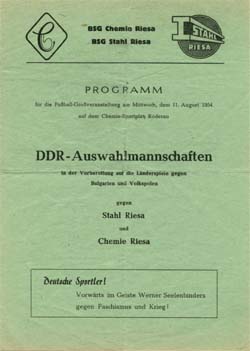 BSG Chemie Riesa
BSG Stahl Riesa
STAHL
RIESA
PROGRAMM
für die Fußball-Großveranstaltung am Mittwoch, dem 11. August 1954,
auf dem Chemie-Sportplatz Röderau
DDR-Auswahlmannschaften
in der Vorbereitung auf die Länderspiele gegen
Bulgarien und Volkspolen
gegen
Stahl Riesa
und
Chemie Riesa
Deutsche Sportler!
Vorwärts im Geiste Werner Seelenbinders
gegen Faschismus und Krieg!